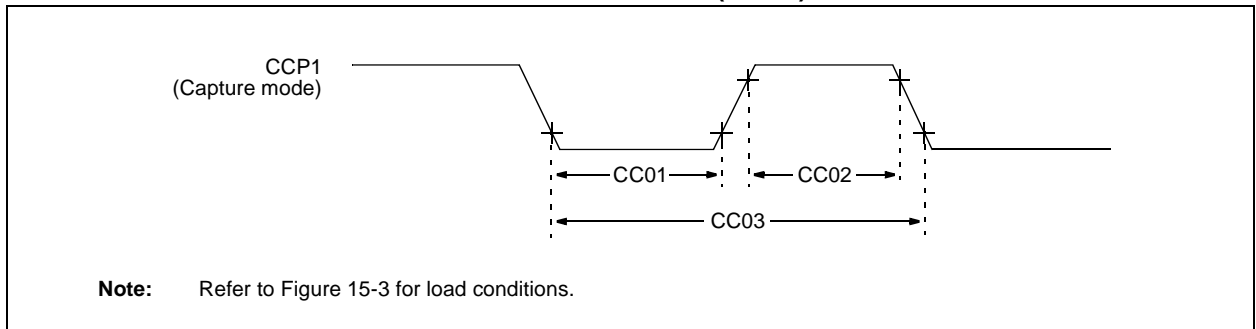 CCP1
(Capture mode)
CC01
CC02
CC03
Note: Refer to Figure 15-3 for load conditions.